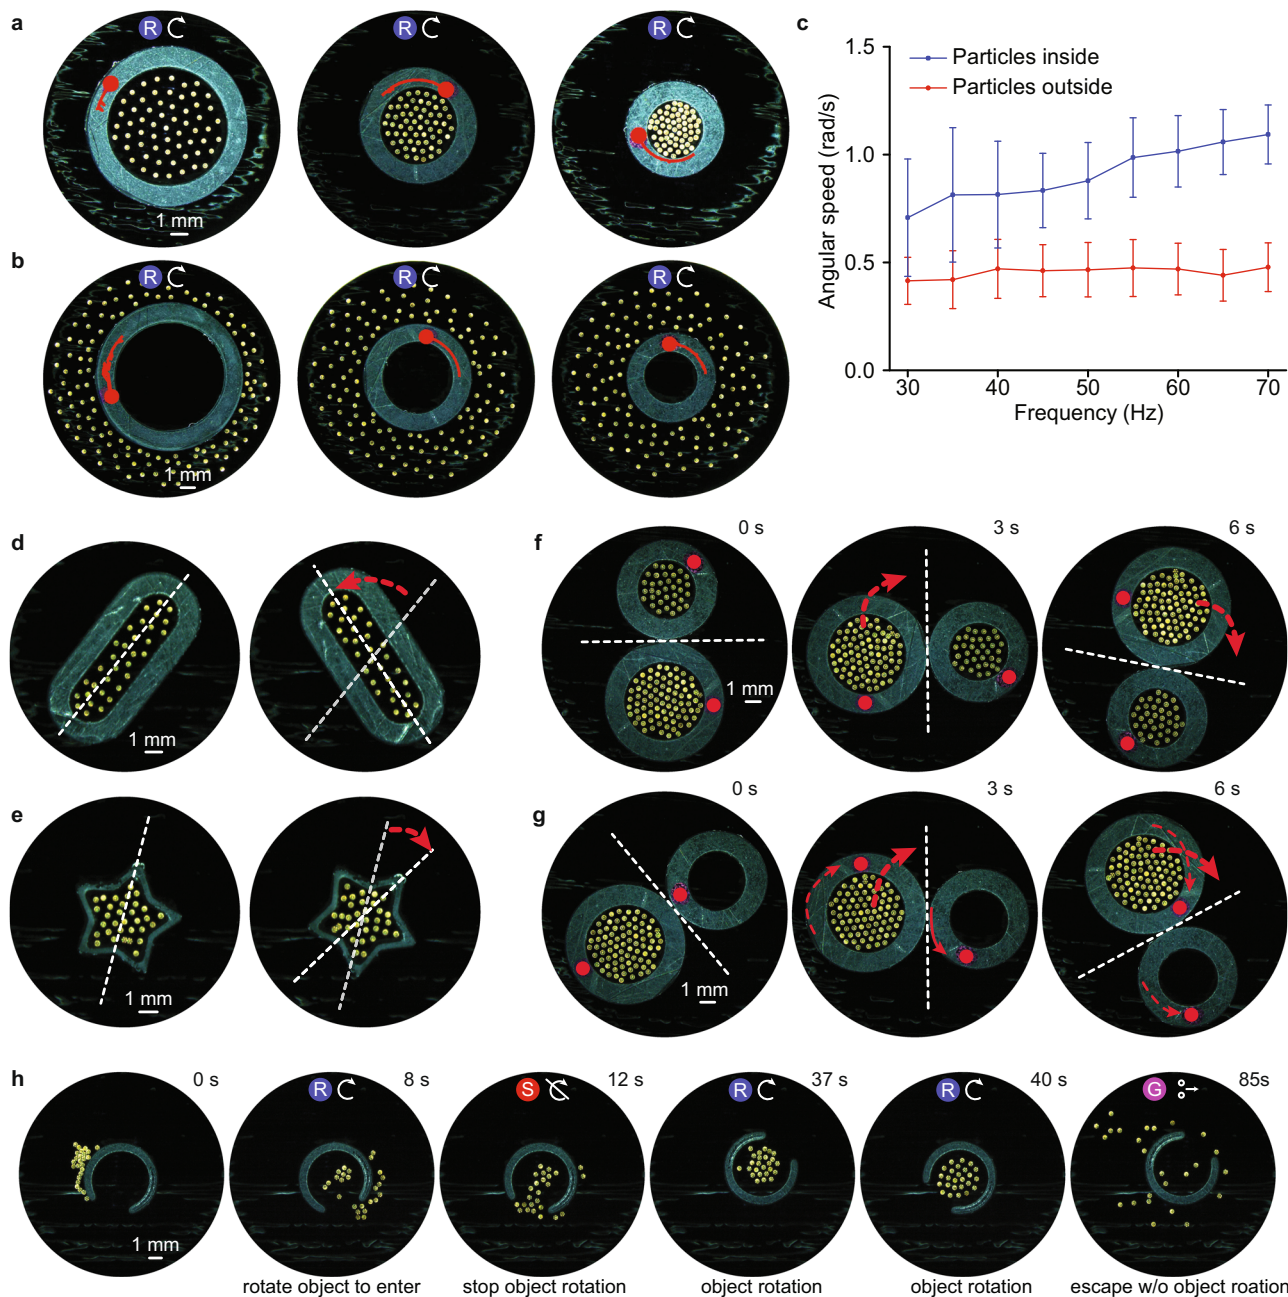 a
R
R
R
1 mm
b
R
R
R
1 mm
c
1.5
1.0
0.5
0.0
Angular speed (rad/s)
Particles inside
Particles outside
30
40
50
60
70
Frequency (Hz)
d
1 mm
e
1 mm
f
0 s
3 s
6 s
1 mm
g
0 s
3 s
6 s
1 mm
h
0 s
R
8 s
S
12 s
R
37 s
R
40 s
G
85s
1 mm
rotate object to enter
stop object rotation
object rotation
object rotation
escape w/o object roation